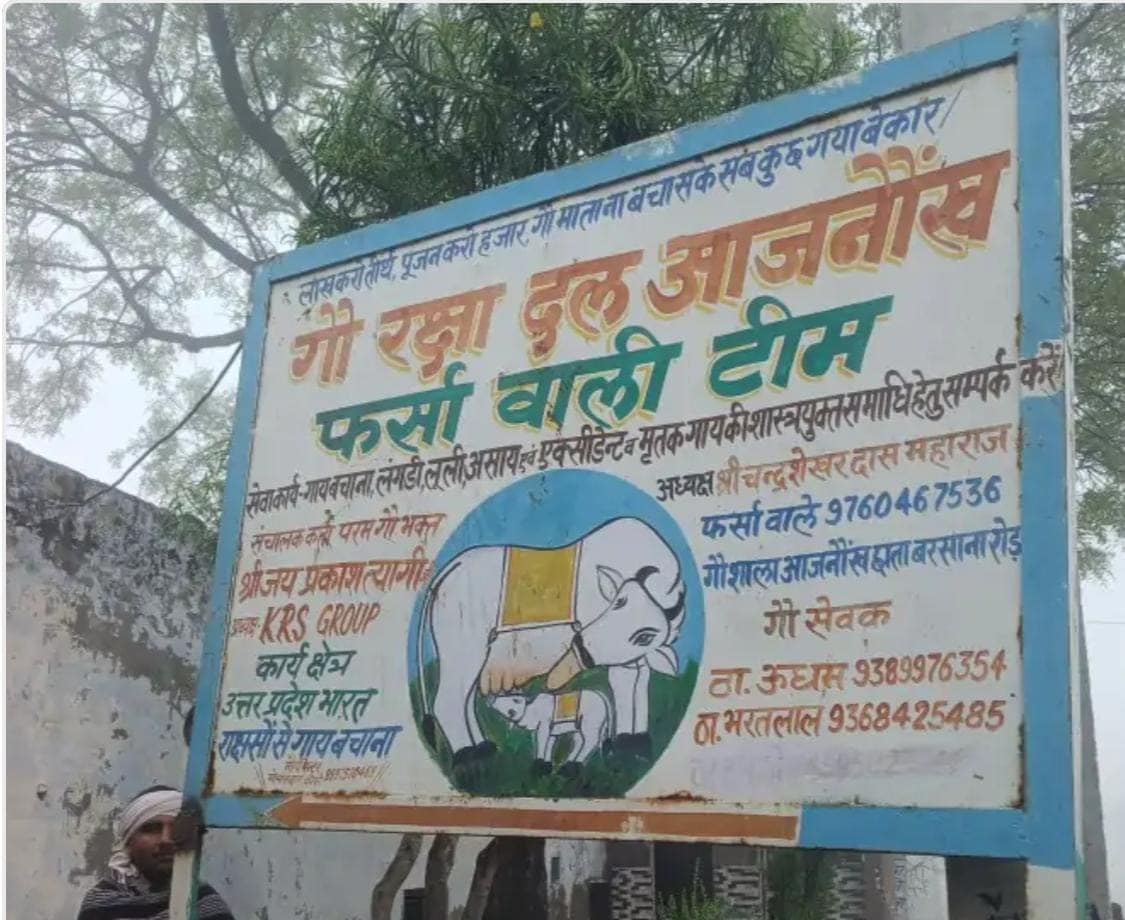 लाख करो तीर्थ, पूजन करो हजार, गौ माता ना बचा सके सब कुछ गया बेकार/
गौ रक्षा दल आजनौंख
फर्सा वाली टीम
सेवाकार्य-गाय बचाना, लंगडी, लूली, असाय एवं एक्सीडेन्ट व मृतक गाय की शास्त्रयुक्त समाधि हेतु सम्पर्क करें
संचालक कर्ता परम गौ भक्त
श्री जय प्रकाश त्यागी
KRS GROUP
कार्य क्षेत्र
उत्तर प्रदेश भारत
राक्षसों से गाय बचाना
अध्यक्ष श्री चन्द्रशेखर दास महाराज
फर्सा वाले 9760467536
गौशाला आजनौंख छाता बरसाना रोड़
गौ सेवक
ठा. ऊधम 9389976354
ठा. भरतलाल 9368425485